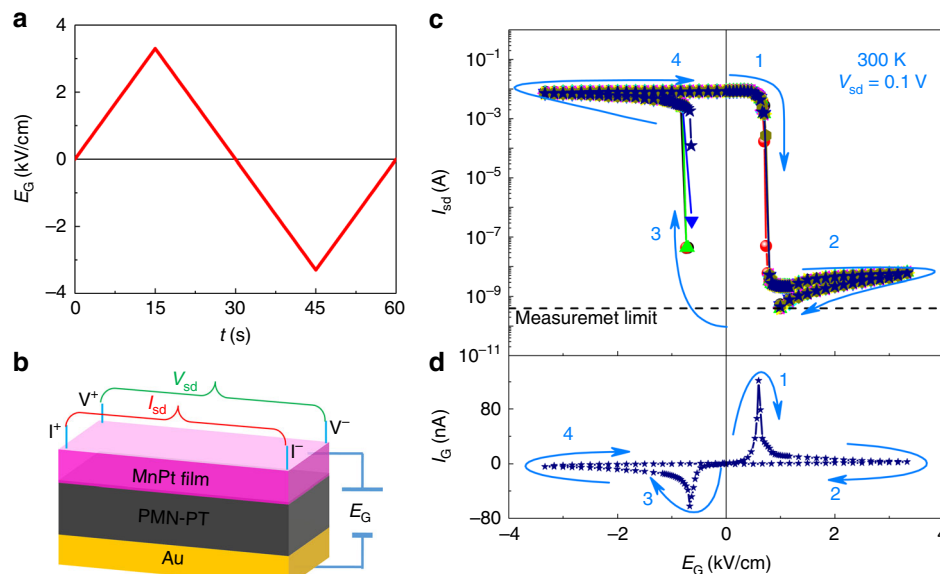 a
4
2
0
−2
−4
E_G (kV/cm)
0 15 30 45 60
t (s)
b
V_sd
V⁺
I_sd
V⁻
I⁺
I⁻
MnPt film
PMN-PT
Au
E_G
c
10⁻¹
10⁻³
10⁻⁵
10⁻⁷
10⁻⁹
10⁻¹¹
I_sd (A)
4
1
300 K
V_sd = 0.1 V
3
2
Measuremet limit
d
80
0
−80
I_G (nA)
1
4
3
2
−4 −2 0 2 4
E_G (kV/cm)